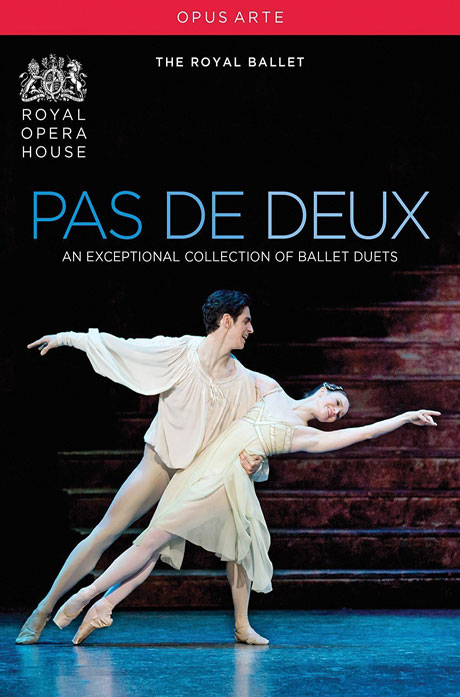 OPUS ARTE
THE ROYAL BALLET
ROYAL
OPERA
HOUSE
PAS DE DEUX
AN EXCEPTIONAL COLLECTION OF BALLET DUETS